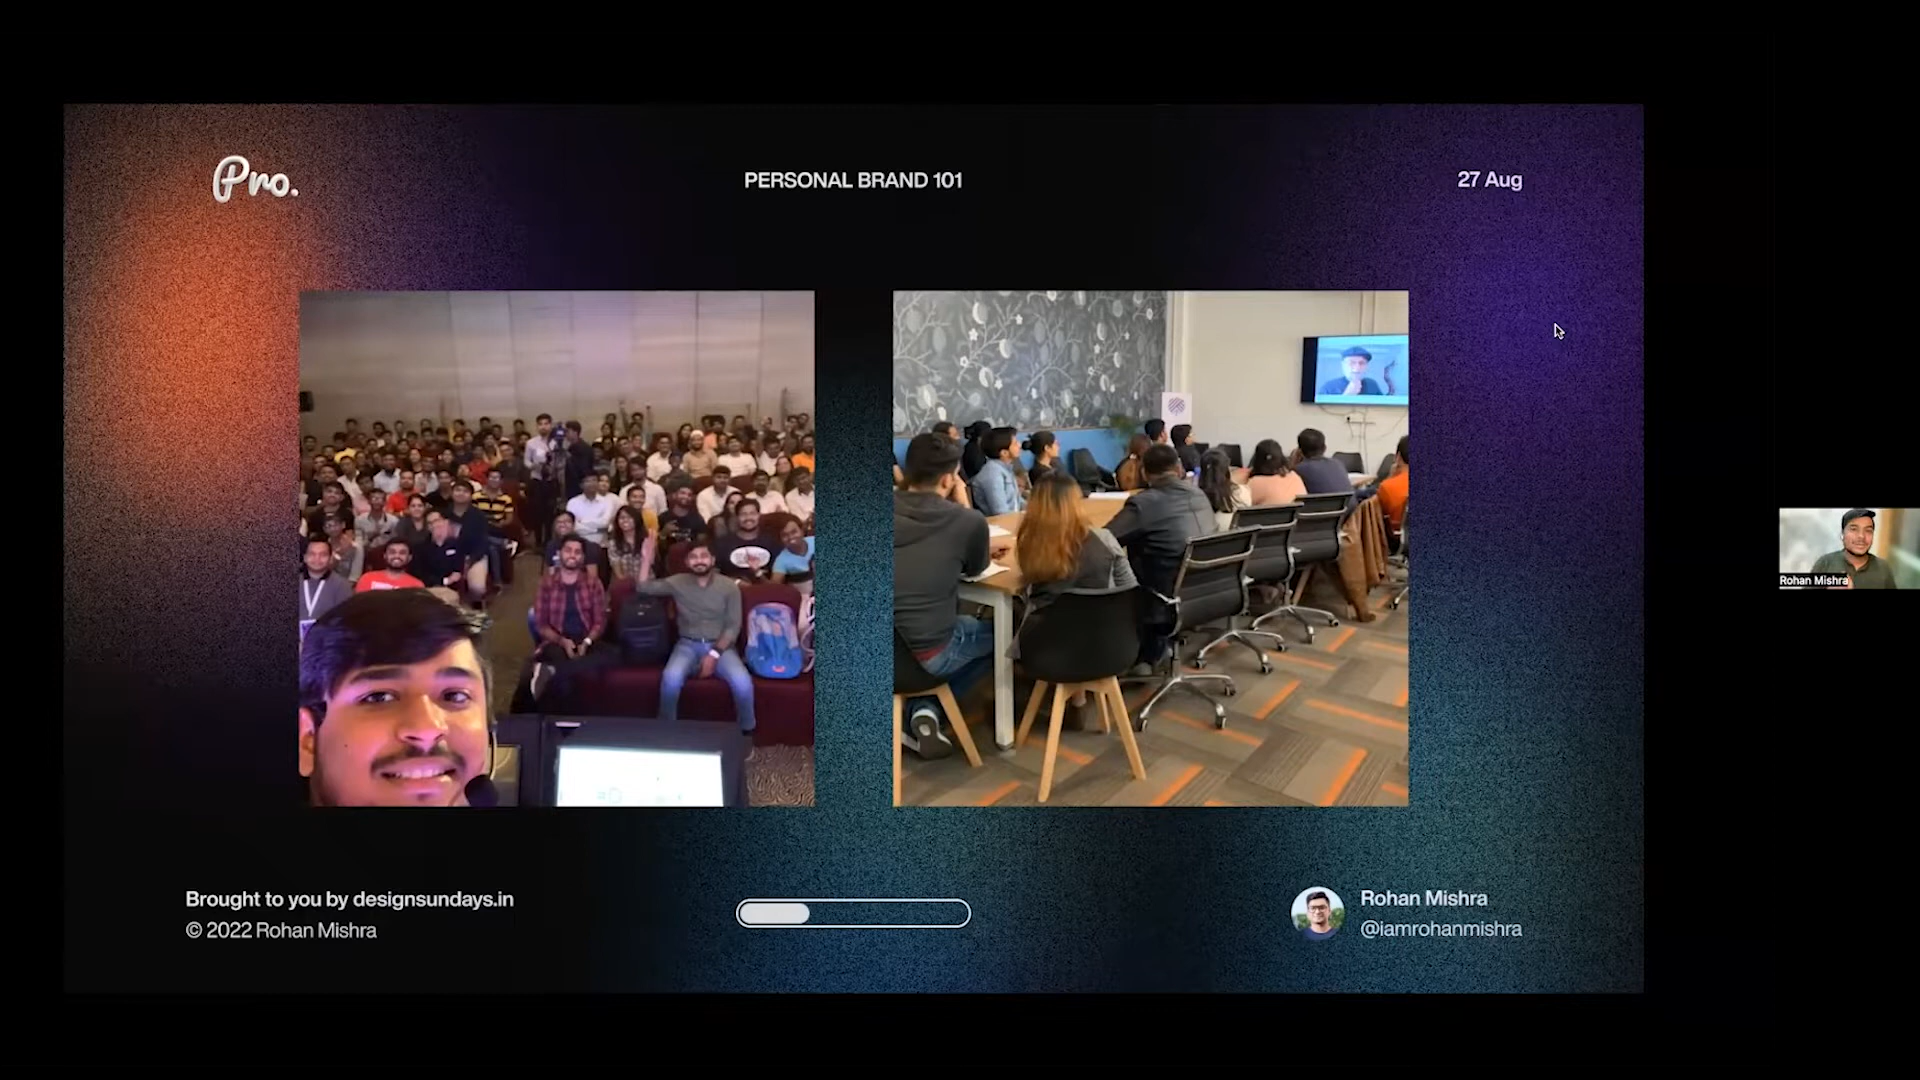 Pro.
PERSONAL BRAND 101
27 Aug
Rohan Mishra
Brought to you by designsundays.in
© 2022 Rohan Mishra
Rohan Mishra
@iamrohanmishra